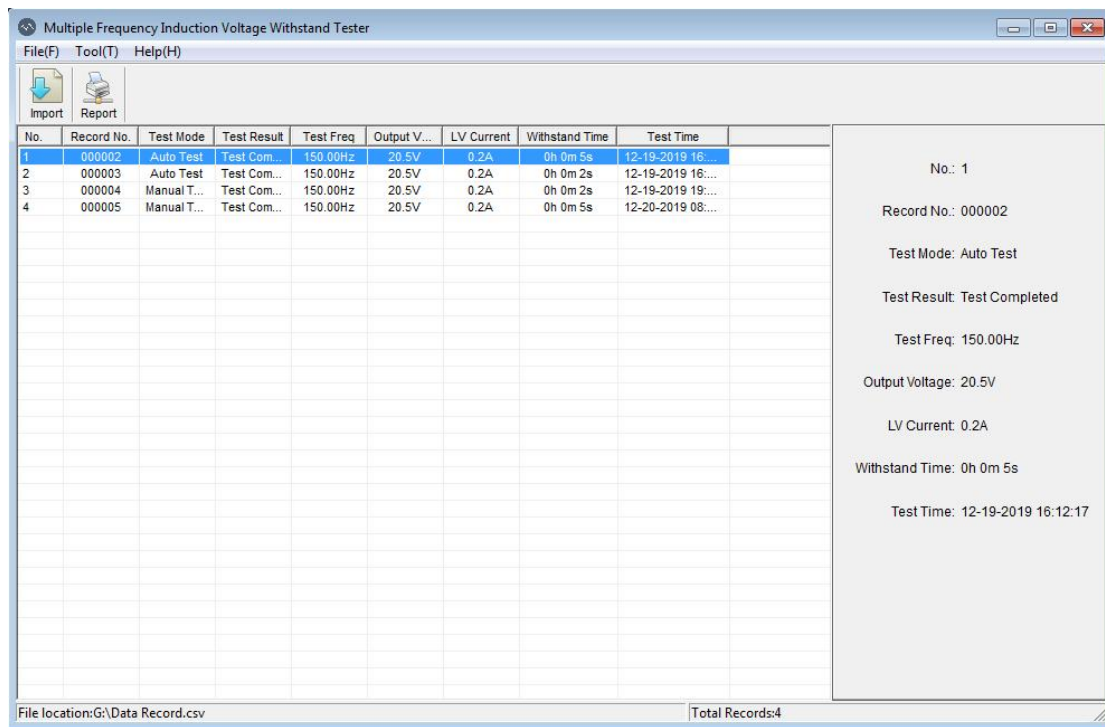 Multiple Frequency Induction Voltage Withstand Tester
File(F) Tool(T) Help(H)
Import Report
No. Record No. Test Mode Test Result Test Freq Output V... LV Current Withstand Time Test Time
1 000002 Auto Test Test Com... 150.00Hz 20.5V 0.2A 0h 0m 5s 12-19-2019 16:...
2 000003 Auto Test Test Com... 150.00Hz 20.5V 0.2A 0h 0m 2s 12-19-2019 16:...
3 000004 Manual T... Test Com... 150.00Hz 20.5V 0.2A 0h 0m 2s 12-19-2019 19:...
4 000005 Manual T... Test Com... 150.00Hz 20.5V 0.2A 0h 0m 5s 12-20-2019 08:...
No.: 1
Record No.: 000002
Test Mode: Auto Test
Test Result: Test Completed
Test Freq: 150.00Hz
Output Voltage: 20.5V
LV Current: 0.2A
Withstand Time: 0h 0m 5s
Test Time: 12-19-2019 16:12:17
File location:G:\Data Record.csv Total Records:4